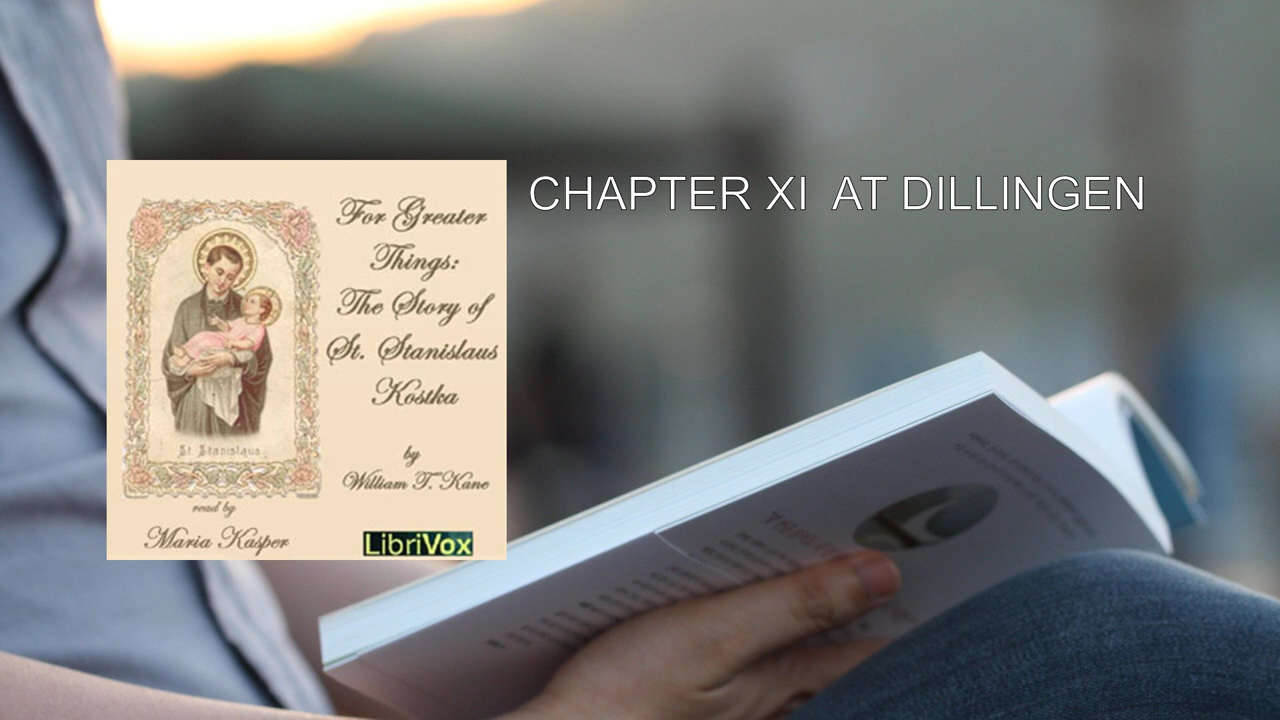 CHAPTER XI AT DILLINGEN
For Greater
Things:
The Story of
St. Stanislaus
Kostka
by
William T. Kane
St. Stanislaus
read by
Maria Kasper
LibriVox